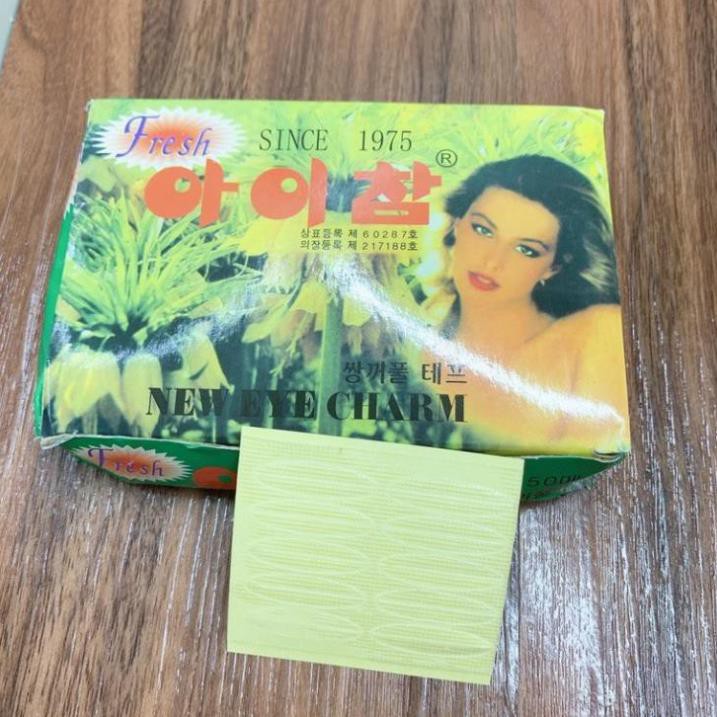 Fresh
SINCE 1975
아이참®
상표등록 제 60287호
의장등록 제 217188호
쌍꺼풀 테프
NEW EYE CHARM
Fresh